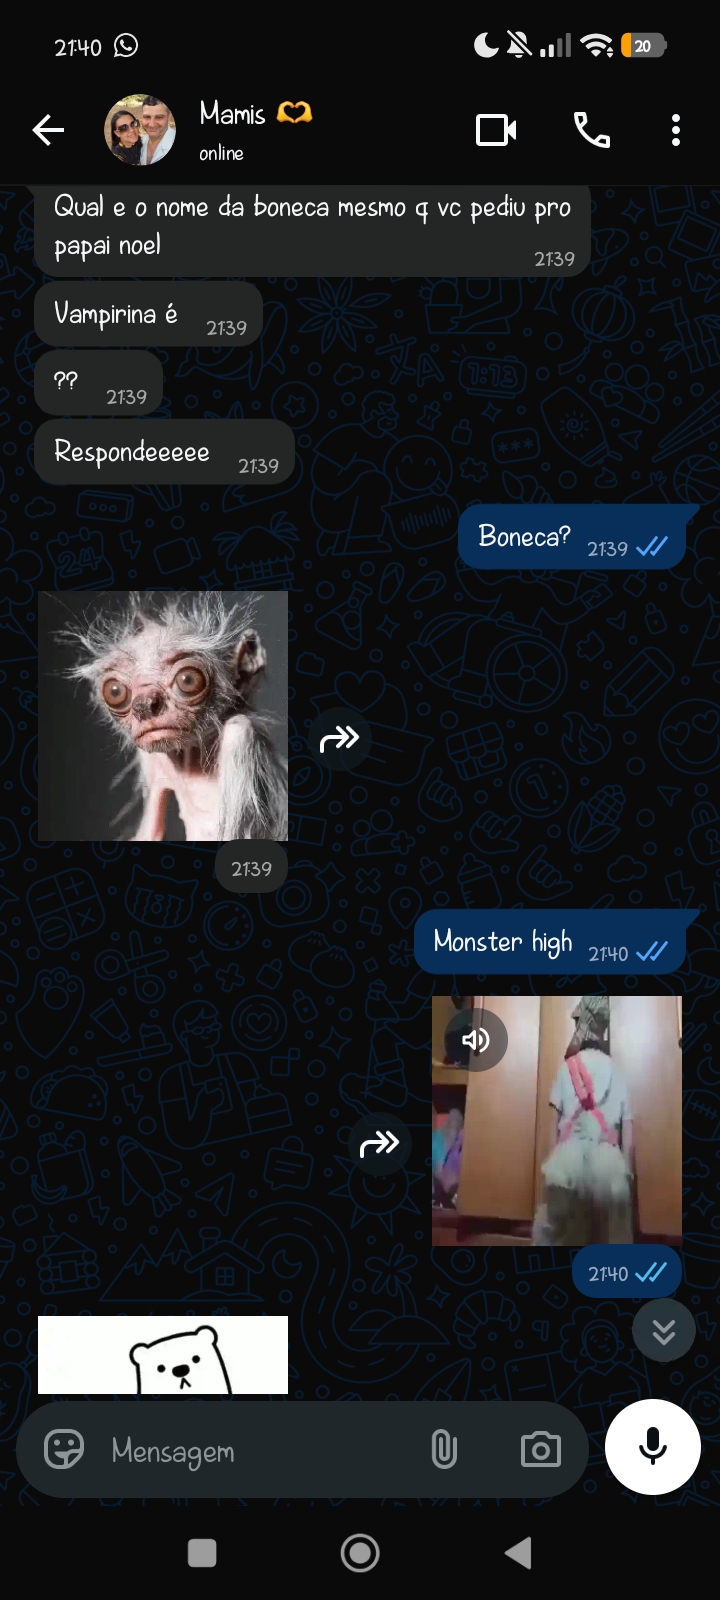 21:40
20
Mamis
online
Qual e o nome da boneca mesmo q vc pediu pro
papai noel
21:39
Vampirina é 21:39
?? 21:39
Respondeeeee 21:39
Boneca? 21:39
21:39
Monster high 21:40
21:40
Mensagem